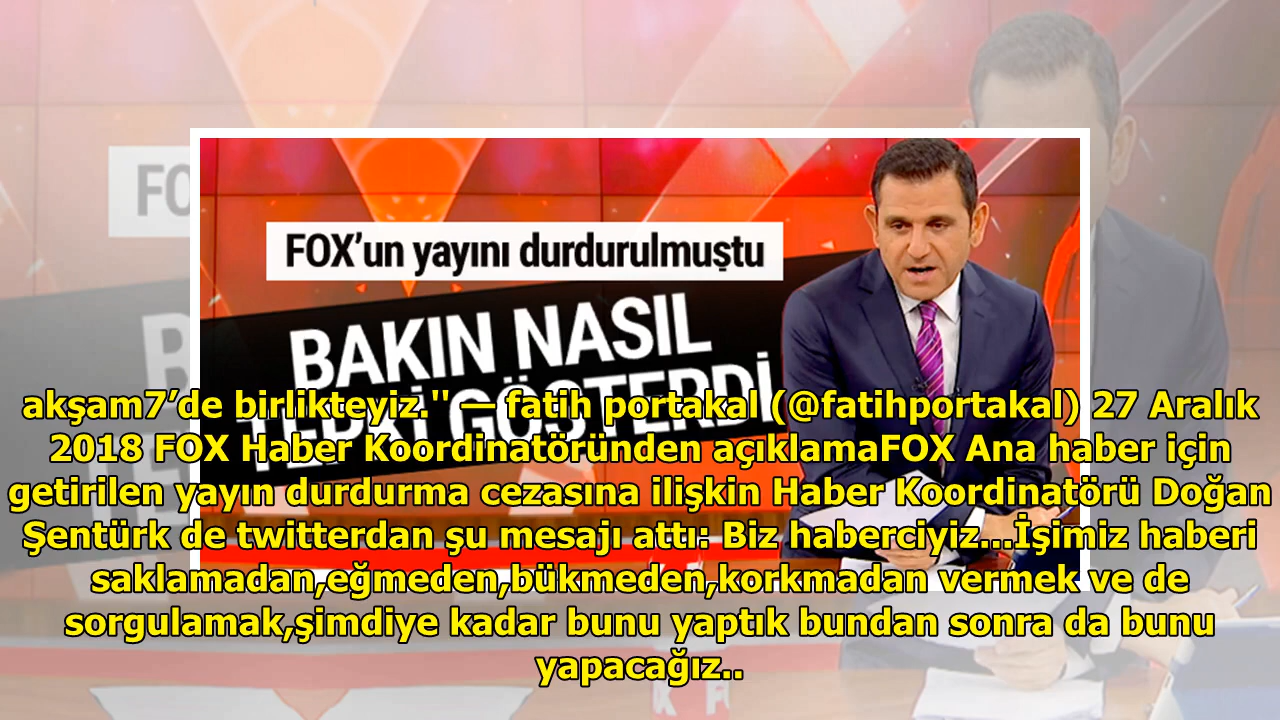 FOX'un yayını durdurulmuştu
BAKIN NASIL
TEPKİ GÖSTERDİ
akşam7’de birlikteyiz.'' — fatih portakal (@fatihportakal) 27 Aralık
2018 FOX Haber Koordinatöründen açıklamaFOX Ana haber için
getirilen yayın durdurma cezasına ilişkin Haber Koordinatörü Doğan
Şentürk de twitterdan şu mesajı attı: Biz haberciyiz...İşimiz haberi
saklamadan,eğmeden,bükmeden,korkmadan vermek ve de
sorgulamak,şimdiye kadar bunu yaptık bundan sonra da bunu
yapacağız..